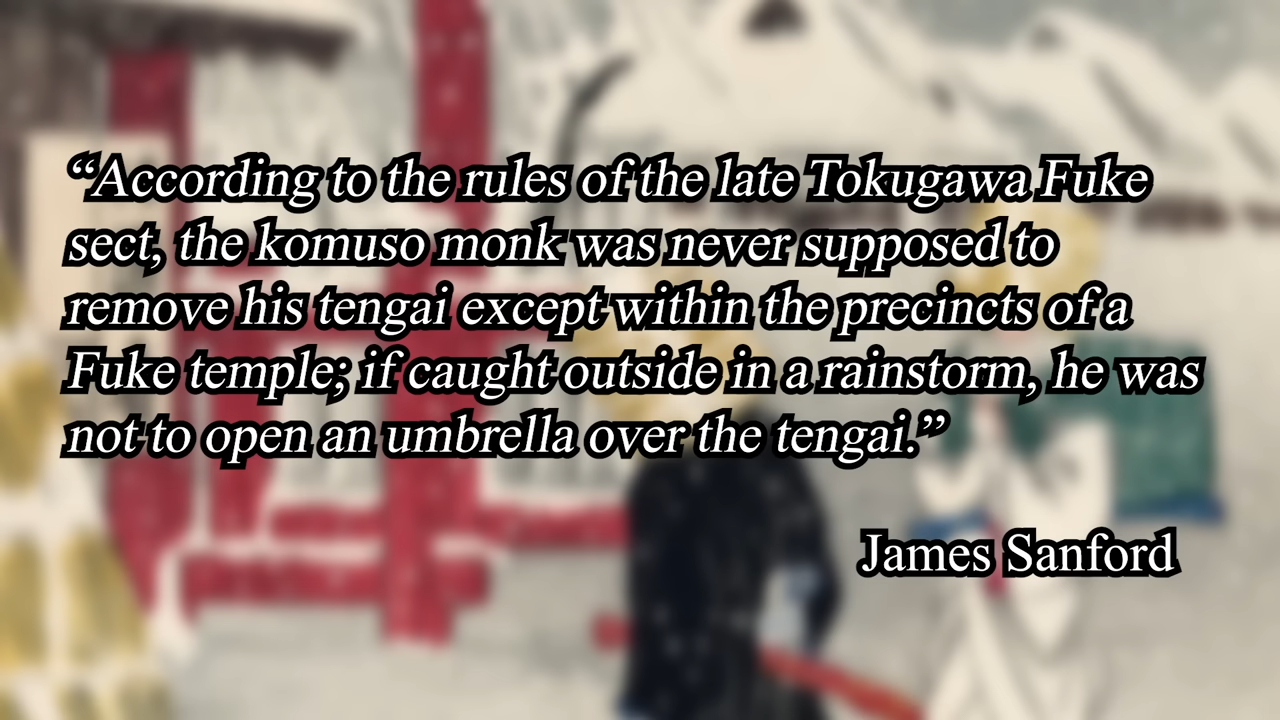 “According to the rules of the late Tokugawa Fuke
sect, the komuso monk was never supposed to
remove his tengai except within the precincts of a
Fuke temple; if caught outside in a rainstorm, he was
not to open an umbrella over the tengai.”
James Sanford